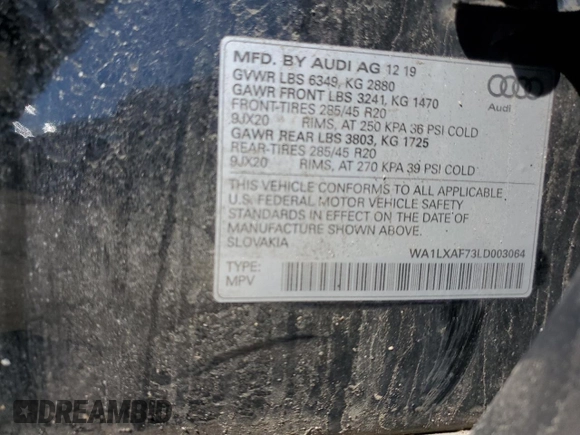 MFD. BY AUDI AG 12 19
GVWR LBS 6349, KG 2880
GAWR FRONT LBS 3241, KG 1470
FRONT-TIRES 285/45 R20
9JX20 RIMS, AT 250 KPA 36 PSI COLD
GAWR REAR LBS 3803, KG 1725
REAR-TIRES 285/45 R20
9JX20 RIMS, AT 270 KPA 39 PSI COLD
Audi
THIS VEHICLE CONFORMS TO ALL APPLICABLE
U.S. FEDERAL MOTOR VEHICLE SAFETY
STANDARDS IN EFFECT ON THE DATE OF
MANUFACTURE SHOWN ABOVE.
SLOVAKIA
WA1LXAF73LD003064
TYPE:
MPV
DREAMBID